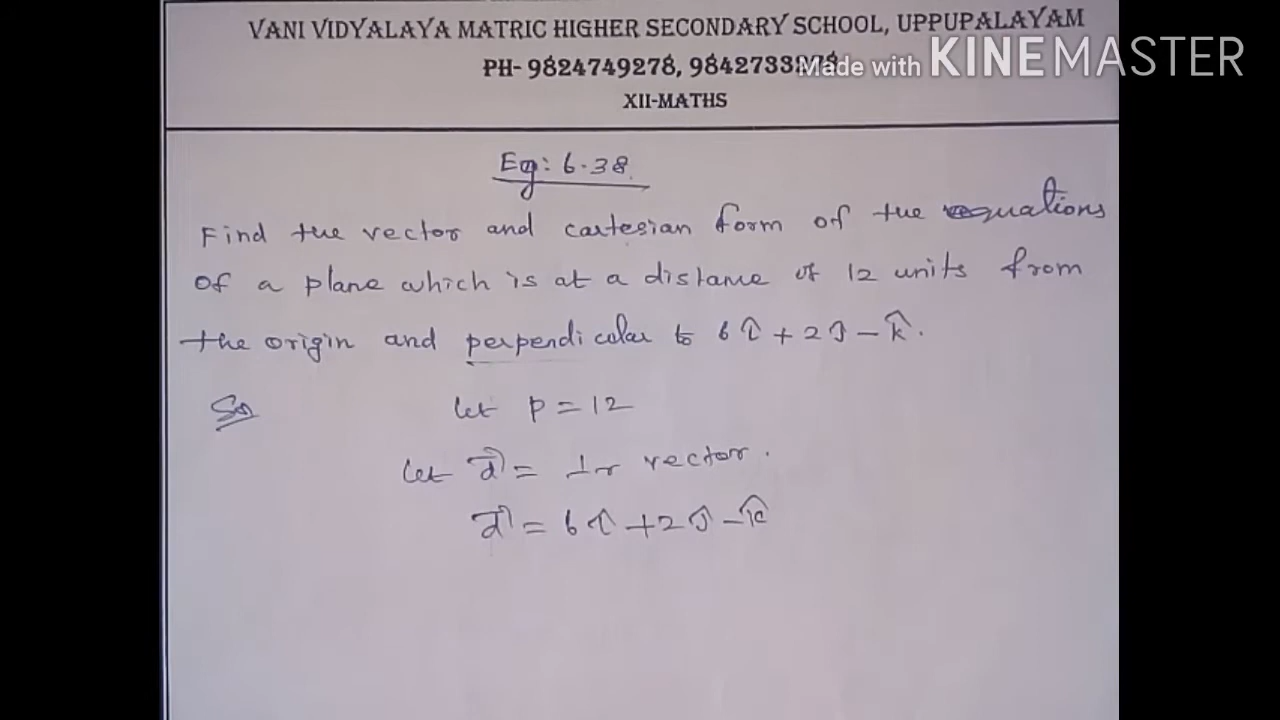 VANI VIDYALAYA MATRIC HIGHER SECONDARY SCHOOL, UPPUPALAYAM
PH- 9824749278, 9842733278
Made with KINEMASTER
XII-MATHS
Eg: 6.38
Find the vector and cartesian form of the equations
of a plane which is at a distance of 12 units from
the origin and perpendicular to 6î + 2ĵ - k̂.
Sol
let p = 12
let d⃗ = ⊥r vector.
d⃗ = 6î + 2ĵ - k̂